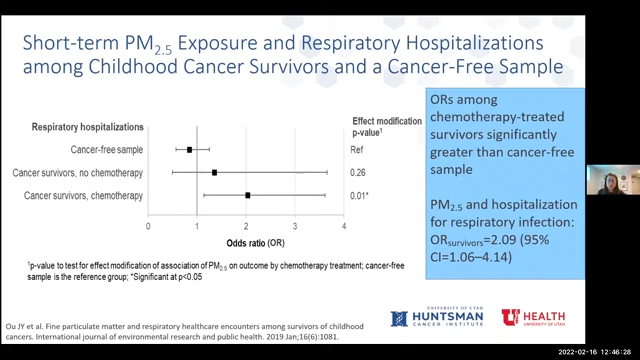 Short-term PM2.5 Exposure and Respiratory Hospitalizations
among Childhood Cancer Survivors and a Cancer-Free Sample
Respiratory hospitalizations
Effect modification
p-value¹
Cancer-free sample
Ref
Cancer survivors, no chemotherapy
0.26
Cancer survivors, chemotherapy
0.01*
0 1 2 3 4
Odds ratio (OR)
¹p-value to test for effect modification of association of PM2.5 on outcome by chemotherapy treatment; cancer-free
sample is the reference group; *Significant at p<0.05
ORs among
chemotherapy-treated
survivors significantly
greater than cancer-free
sample
PM2.5 and hospitalization
for respiratory infection:
ORsurvivors=2.09 (95%
CI=1.06–4.14)
Ou JY et al. Fine particulate matter and respiratory healthcare encounters among survivors of childhood
cancers. International journal of environmental research and public health. 2019 Jan;16(6):1081.
UNIVERSITY OF UTAH
HUNTSMAN
CANCER INSTITUTE
HEALTH
UNIVERSITY OF UTAH
2022-02-16 12:46:28